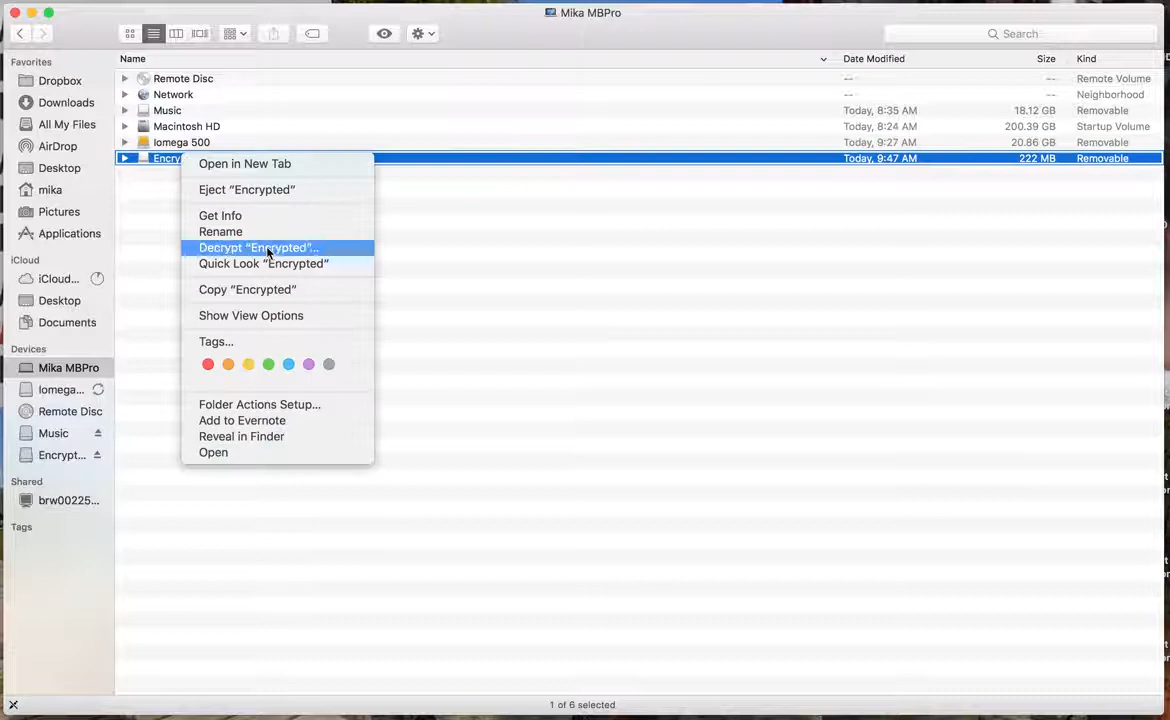 Mika MBPro
Search
Favorites
Dropbox
Downloads
All My Files
AirDrop
Desktop
mika
Pictures
Applications
iCloud
iCloud...
Desktop
Documents
Devices
Mika MBPro
Iomega...
Remote Disc
Music
Encrypt...
Shared
brw00225...
Tags
Name Date Modified Size Kind
Remote Disc -- -- Remote Volume
Network -- -- Neighborhood
Music Today, 8:35 AM 18.12 GB Removable
Macintosh HD Today, 8:24 AM 200.39 GB Startup Volume
Iomega 500 Today, 9:27 AM 20.86 GB Removable
Encry Today, 9:47 AM 222 MB Removable
Open in New Tab
Eject “Encrypted”
Get Info
Rename
Decrypt “Encrypted”...
Quick Look “Encrypted”
Copy “Encrypted”
Show View Options
Tags...
Folder Actions Setup...
Add to Evernote
Reveal in Finder
Open
1 of 6 selected